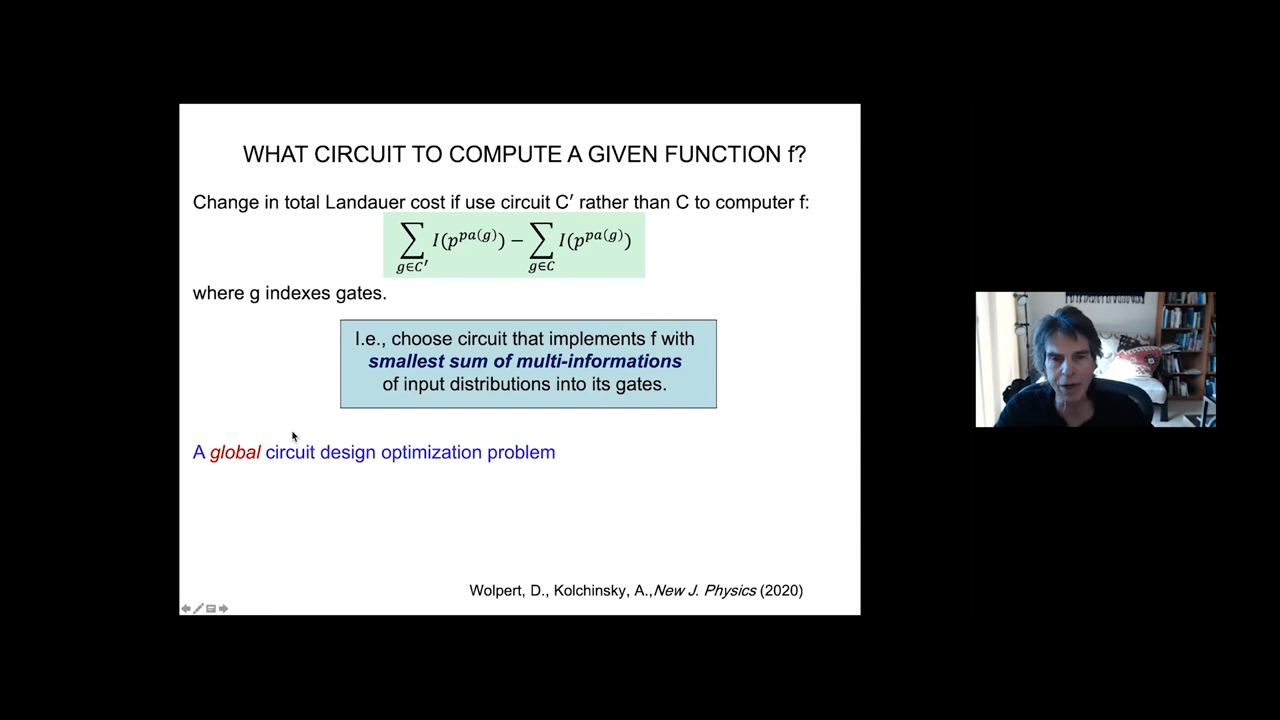 WHAT CIRCUIT TO COMPUTE A GIVEN FUNCTION f?
Change in total Landauer cost if use circuit C′ rather than C to computer f:
∑_{g∈C′} I(p^{pa(g)}) − ∑_{g∈C} I(p^{pa(g)})
where g indexes gates.
I.e., choose circuit that implements f with
smallest sum of multi-informations
of input distributions into its gates.
A global circuit design optimization problem
Wolpert, D., Kolchinsky, A.,New J. Physics (2020)